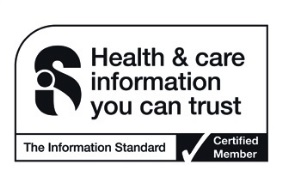 Health & care
information
you can trust
The Information Standard
Certified
Member